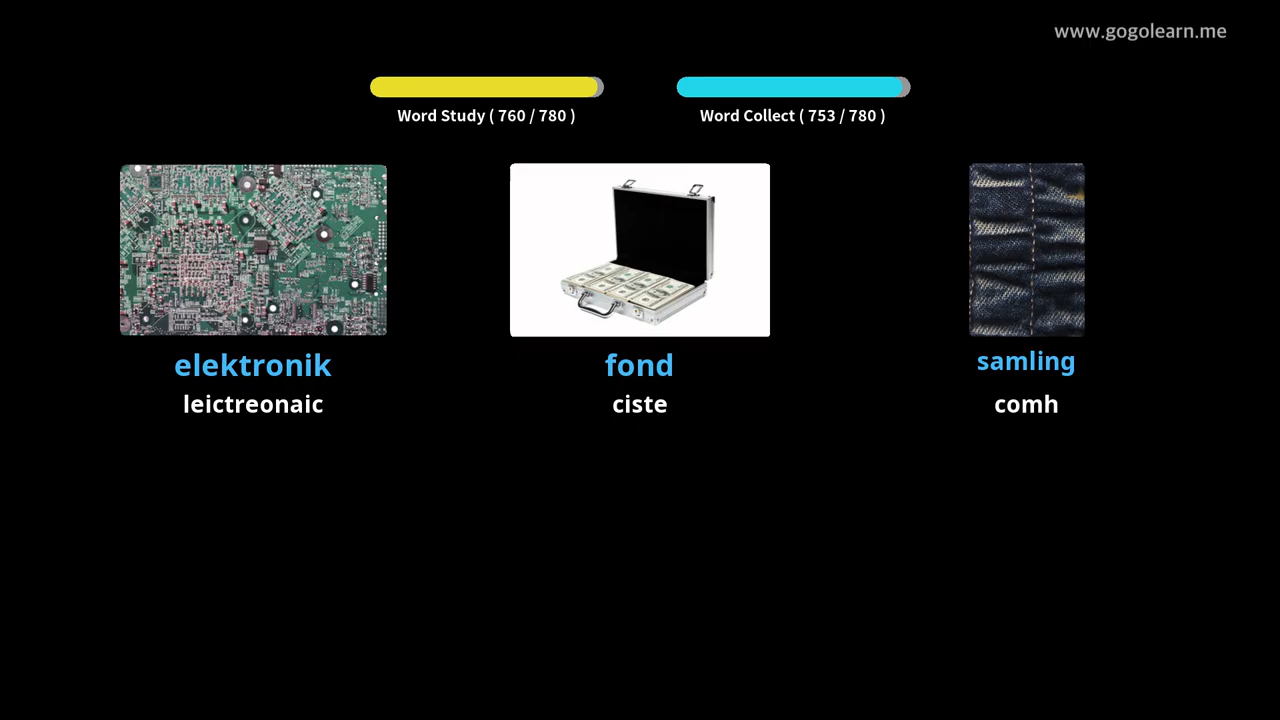 www.gogolearn.me
Word Study ( 760 / 780 )
Word Collect ( 753 / 780 )
elektronik
leictreonaic
fond
ciste
samling
comh